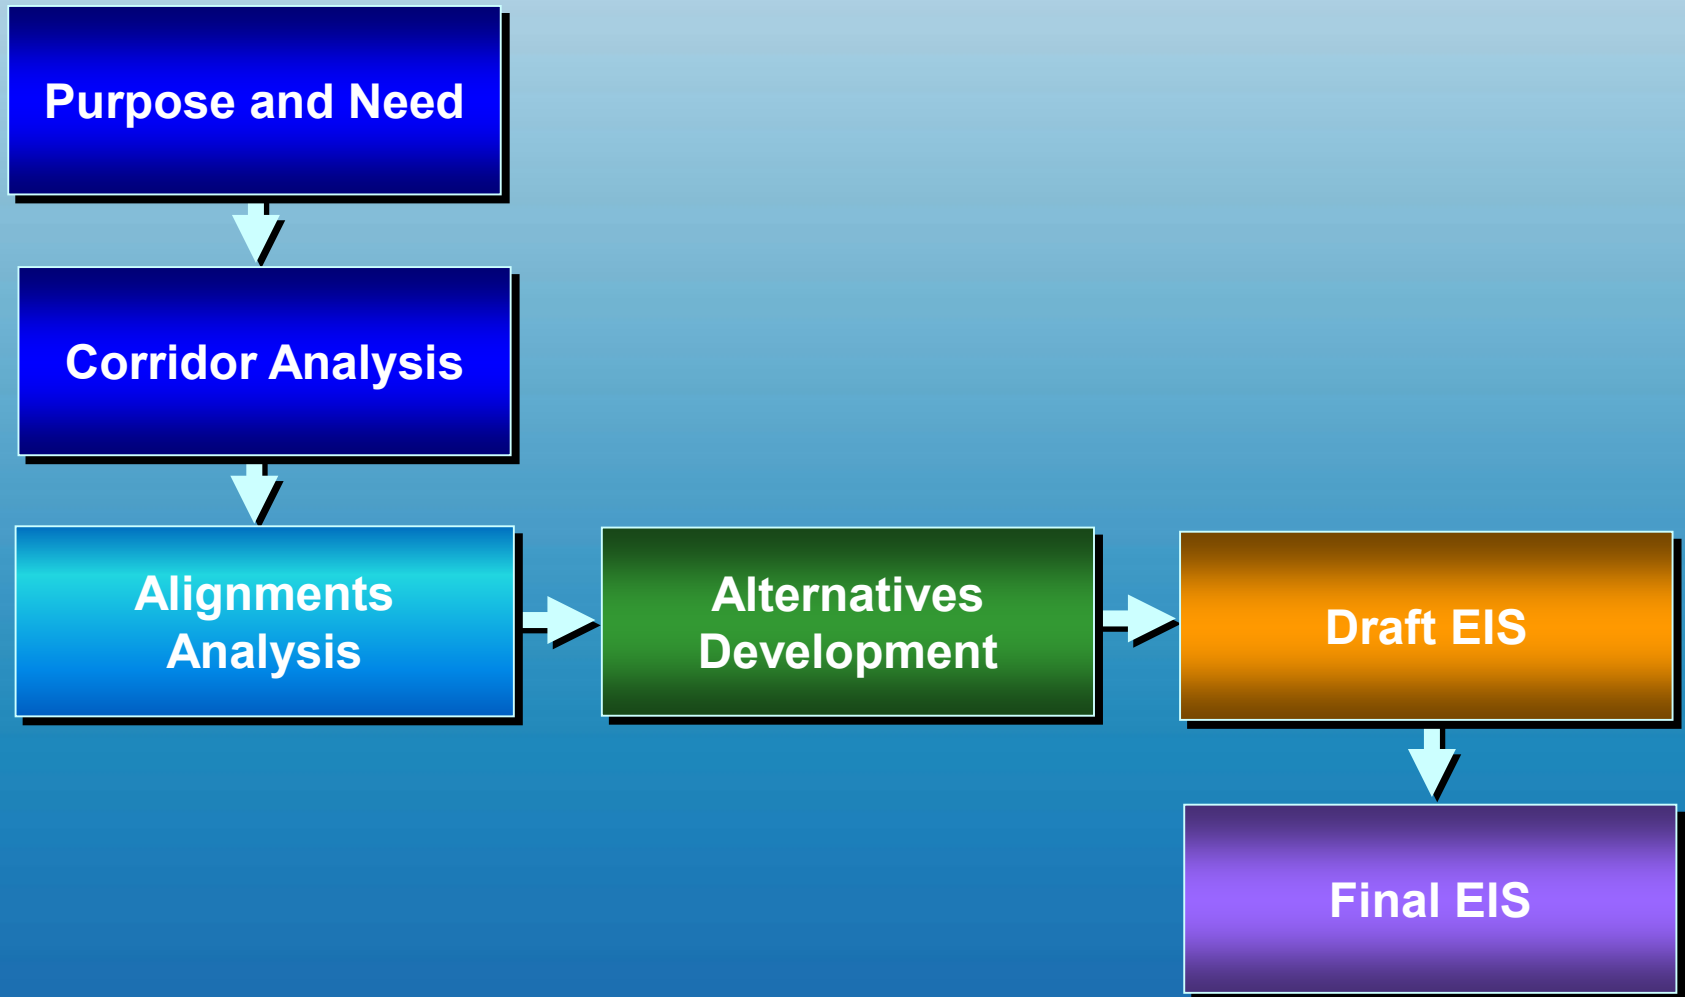 Purpose and Need
Corridor Analysis
Alignments
Analysis
Alternatives
Development
Draft EIS
Final EIS